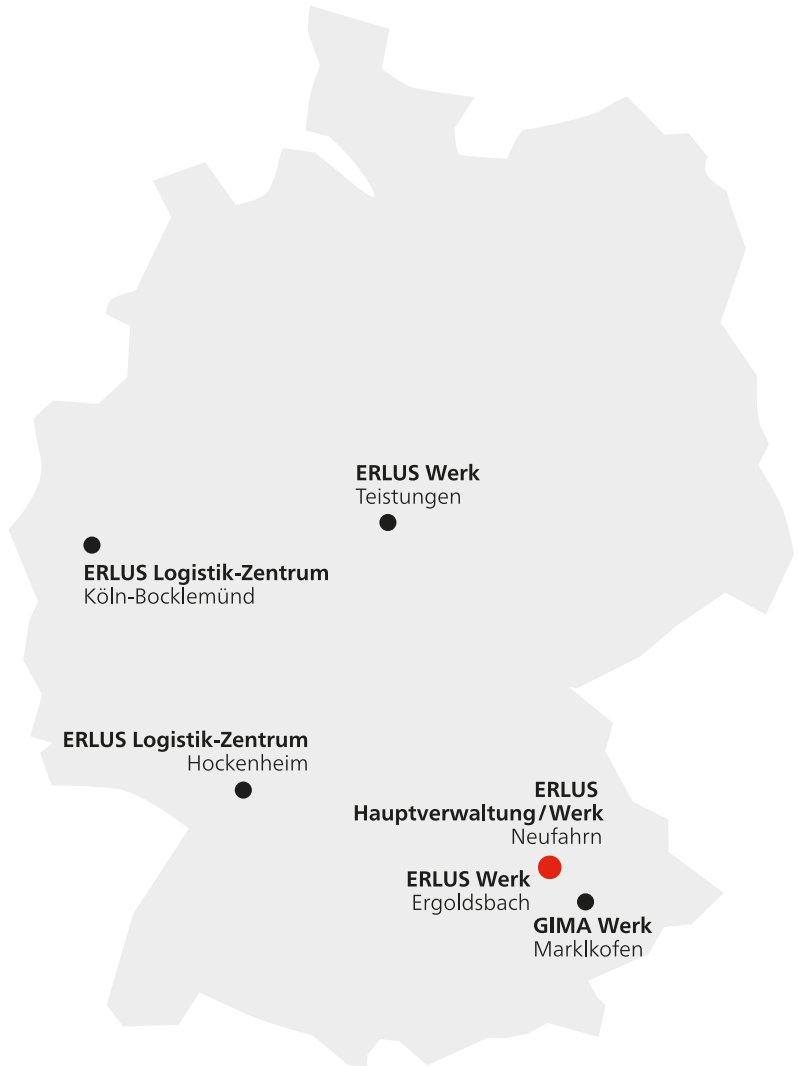 ERLUS Werk
Teistungen
ERLUS Logistik-Zentrum
Köln-Bocklemünd
ERLUS Logistik-Zentrum
Hockenheim
ERLUS
Hauptverwaltung/Werk
Neufahrn
ERLUS Werk
Ergoldsbach
GIMA Werk
Marklkofen